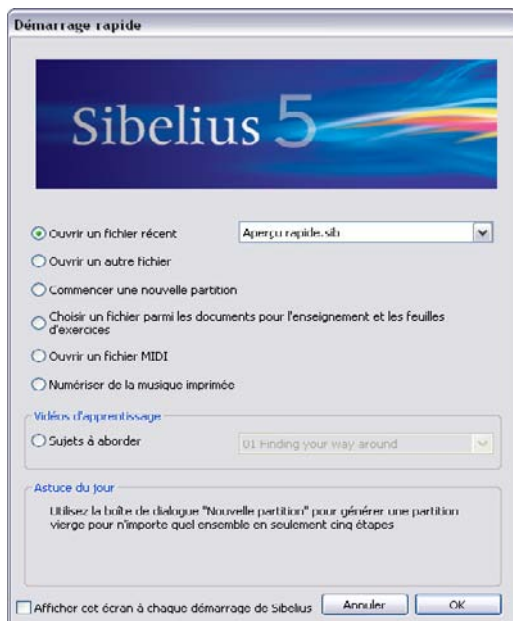 Démarrage rapide
Sibelius 5
Ouvrir un fichier récent
Aperçu rapide.sib
Ouvrir un autre fichier
Commencer une nouvelle partition
Choisir un fichier parmi les documents pour l'enseignement et les feuilles
d'exercices
Ouvrir un fichier MIDI
Numériser de la musique imprimée
Vidéos d'apprentissage
Sujets à aborder
01 Finding your way around
Astuce du jour
Utilisez la boîte de dialogue "Nouvelle partition" pour générer une partition
vierge pour n'importe quel ensemble en seulement cinq étapes
Afficher cet écran à chaque démarrage de Sibelius
Annuler
OK